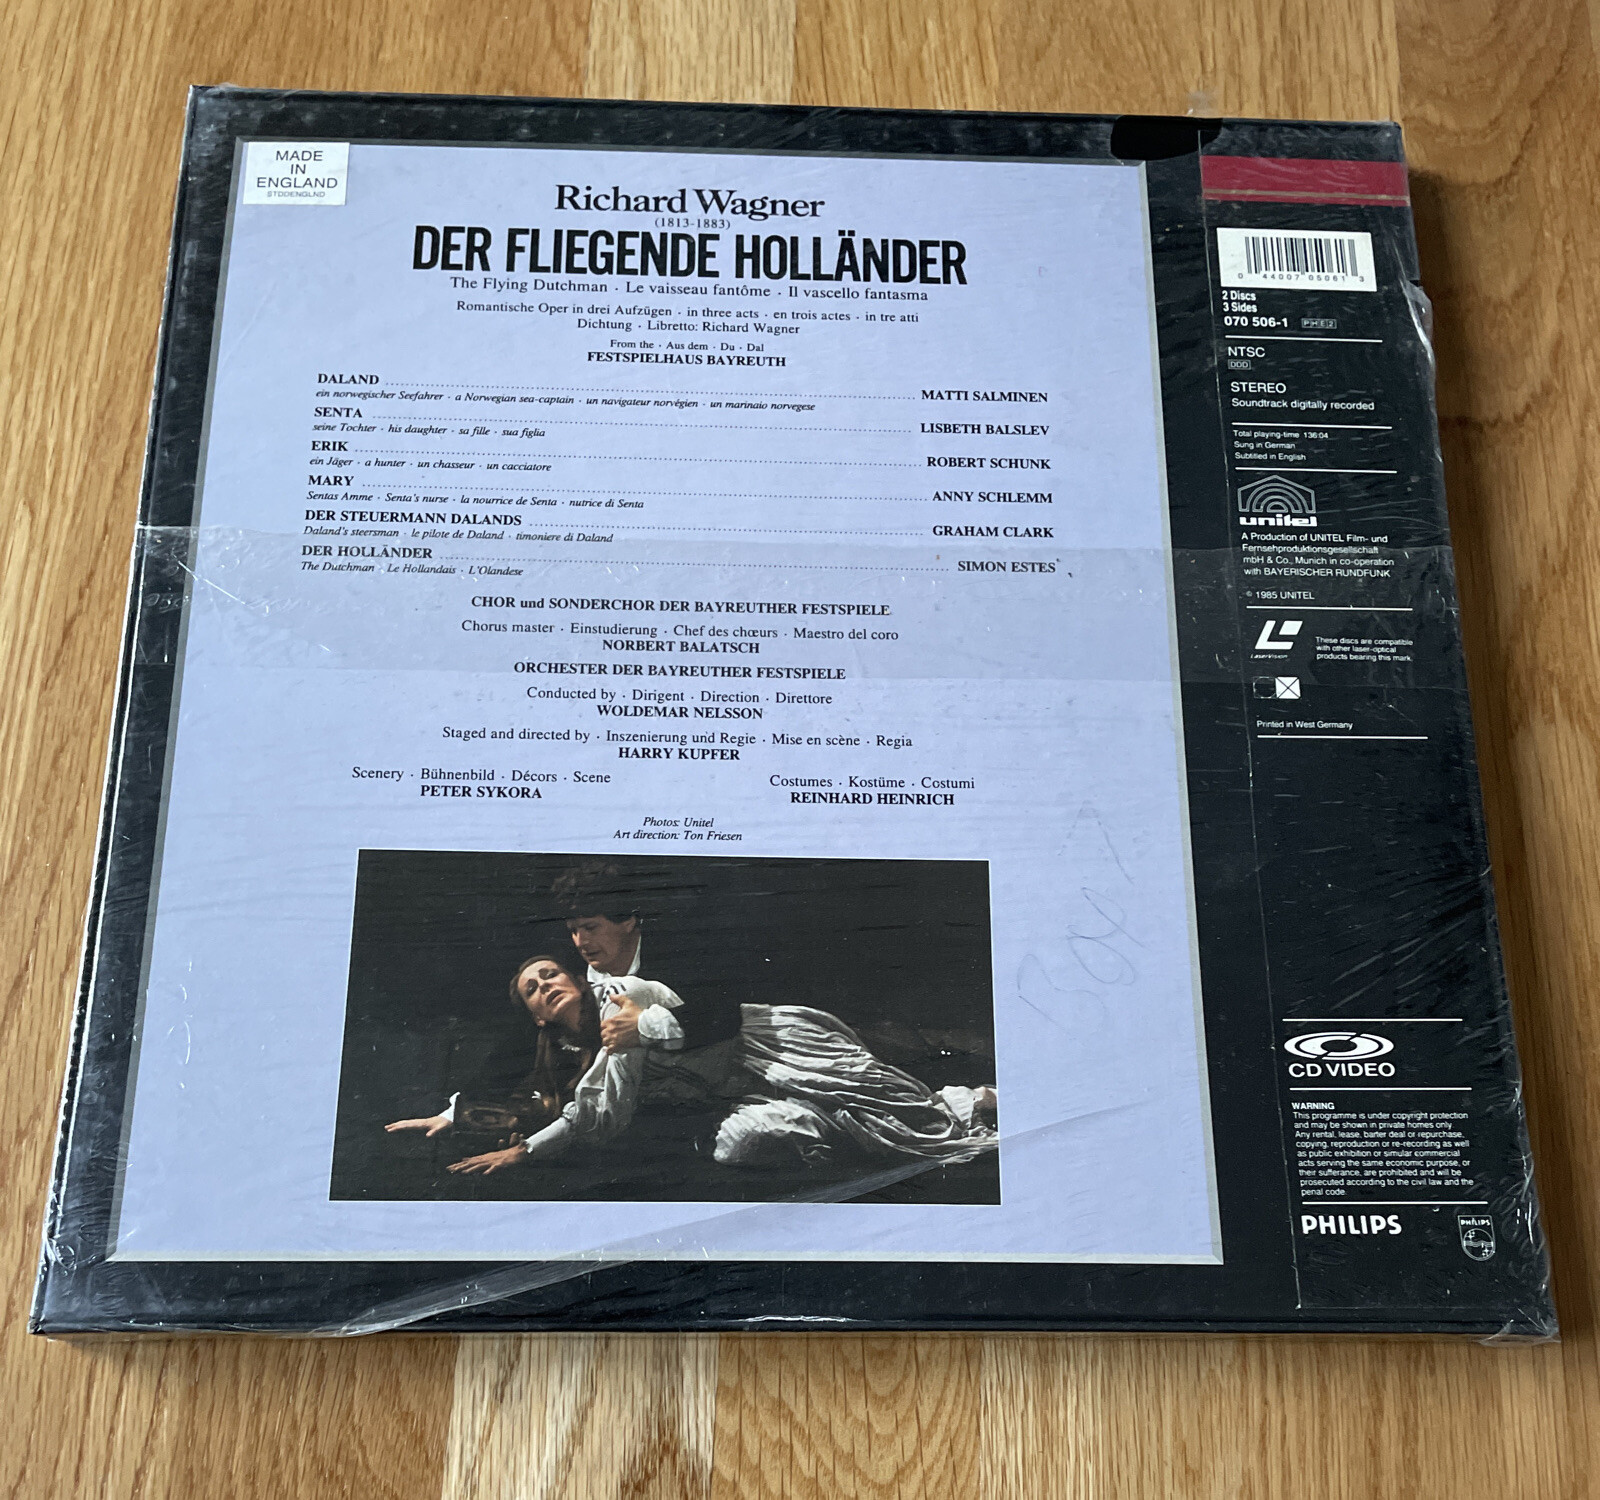 MADE
IN
ENGLAND
STDDENGLND
Richard Wagner
(1813-1883)
DER FLIEGENDE HOLLÄNDER
The Flying Dutchman · Le vaisseau fantôme · Il vascello fantasma
Romantische Oper in drei Aufzügen · in three acts · en trois actes · in tre atti
Dichtung · Libretto: Richard Wagner
From the · Aus dem · Du · Dal
FESTSPIELHAUS BAYREUTH
DALAND MATTI SALMINEN
ein norwegischer Seefahrer · a Norwegian sea-captain · un navigateur norvégien · un marinaio norvegese
SENTA LISBETH BALSLEV
seine Tochter · his daughter · sa fille · sua figlia
ERIK ROBERT SCHUNK
ein Jäger · a hunter · un chasseur · un cacciatore
MARY ANNY SCHLEMM
Sentas Amme · Senta's nurse · la nourrice de Senta · nutrice di Senta
DER STEUERMANN DALANDS GRAHAM CLARK
Daland's steersman · le pilote de Daland · timoniere di Daland
DER HOLLÄNDER SIMON ESTES
The Dutchman · Le Hollandais · L'Olandese
CHOR und SONDERCHOR DER BAYREUTHER FESTSPIELE
Chorus master · Einstudierung · Chef des chœurs · Maestro del coro
NORBERT BALATSCH
ORCHESTER DER BAYREUTHER FESTSPIELE
Conducted by · Dirigent · Direction · Direttore
WOLDEMAR NELSSON
Staged and directed by · Inszenierung und Regie · Mise en scène · Regia
HARRY KUPFER
Scenery · Bühnenbild · Décors · Scene
PETER SYKORA
Costumes · Kostüme · Costumi
REINHARD HEINRICH
Photos: Unitel
Art direction: Ton Friesen
0 44007 05061 3
2 Discs
3 Sides
070 506-1 PHE2
NTSC
DDD
STEREO
Soundtrack digitally recorded
Total playing-time 136:04
Sung in German
Subtitled in English
unitel
A Production of UNITEL Film- und
Fernsehproduktionsgesellschaft
mbH & Co., Munich in co-operation
with BAYERISCHER RUNDFUNK
© 1985 UNITEL
LaserVision
These discs are compatible
with other laser-optical
products bearing this mark.
Printed in West Germany
CD VIDEO
WARNING
This programme is under copyright protection
and may be shown in private homes only.
Any rental, lease, barter deal or repurchase,
copying, reproduction or re-recording as well
as public exhibition or simular commercial
acts serving the same economic purpose, or
their sufferance, are prohibited and will be
prosecuted according to the civil law and the
penal code.
PHILIPS
PHILIPS